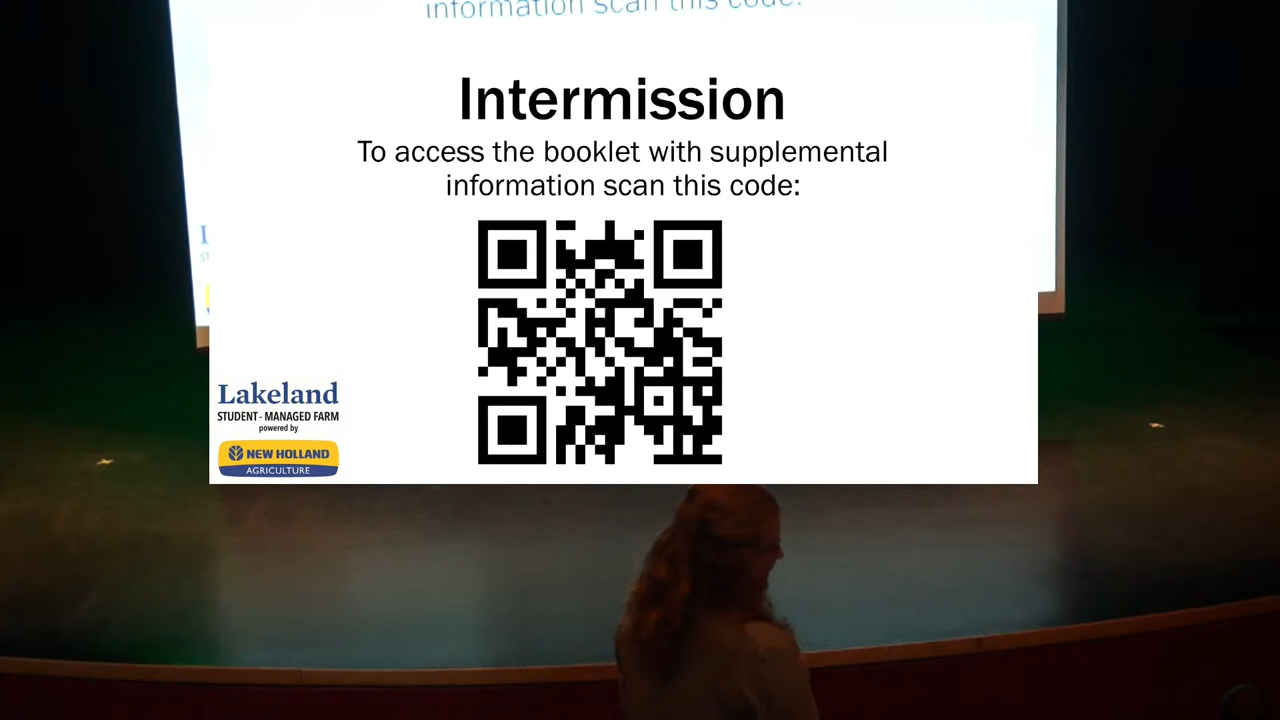 information scan this code:
Intermission
To access the booklet with supplemental
information scan this code:
Lakeland
STUDENT - MANAGED FARM
powered by
NEW HOLLAND
AGRICULTURE